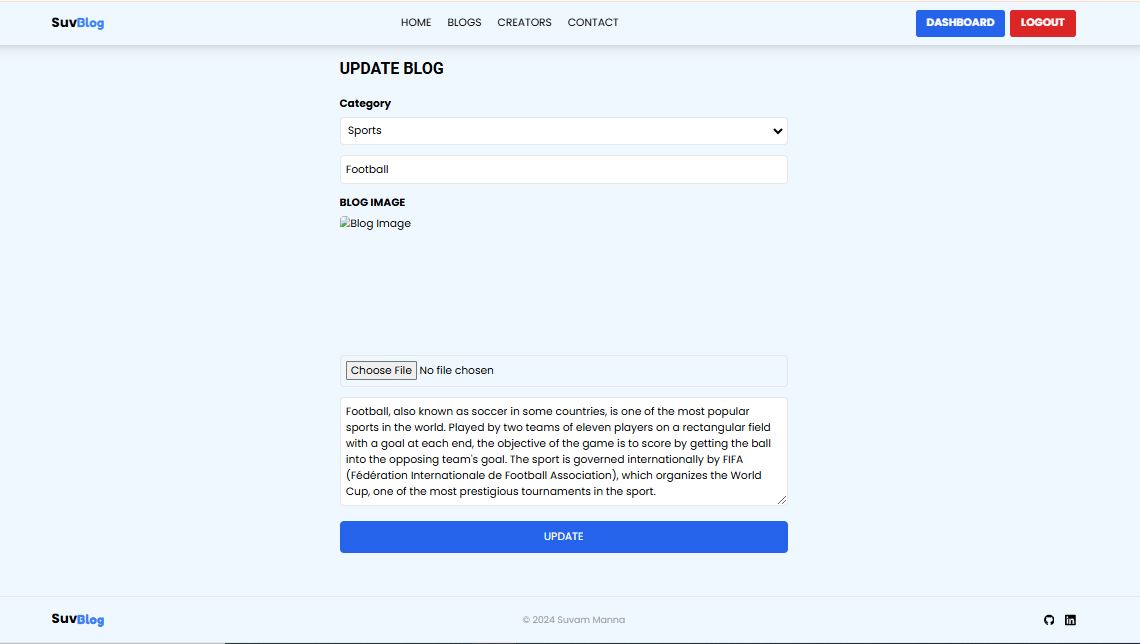 SuvBlog
HOME BLOGS CREATORS CONTACT
DASHBOARD LOGOUT
UPDATE BLOG
Category
Sports
Football
BLOG IMAGE
Blog Image
Choose File No file chosen
Football, also known as soccer in some countries, is one of the most popular
sports in the world. Played by two teams of eleven players on a rectangular field
with a goal at each end, the objective of the game is to score by getting the ball
into the opposing team's goal. The sport is governed internationally by FIFA
(Fédération Internationale de Football Association), which organizes the World
Cup, one of the most prestigious tournaments in the sport.
UPDATE
SuvBlog
© 2024 Suvam Manna